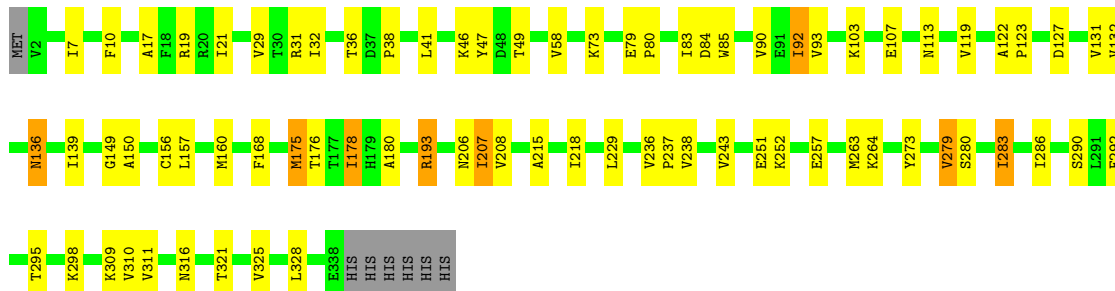 MET V2 I7 F10 A17 F18 R19 R20 I21 V29 T30 R31 I32 T36 D37 P38 L41 K46 Y47 D48 T49 V58 K73 E79 P80 I83 D84 W85 V90 E91 I92 V93 K103 E107 N113 V119 A122 P123 D127 V131
N136 I139 G149 A150 C156 L157 M160 F168 M175 T176 T177 I178 H179 A180 R193 N206 I207 V208 A215 I218 L229 V236 P237 V238 V243 E251 K252 E257 M263 K264 Y273 V279 S280 I283 I286 S290 L291
T295 K298 K309 V310 V311 N316 T321 V325 L328 E338 HIS HIS HIS HIS HIS HIS